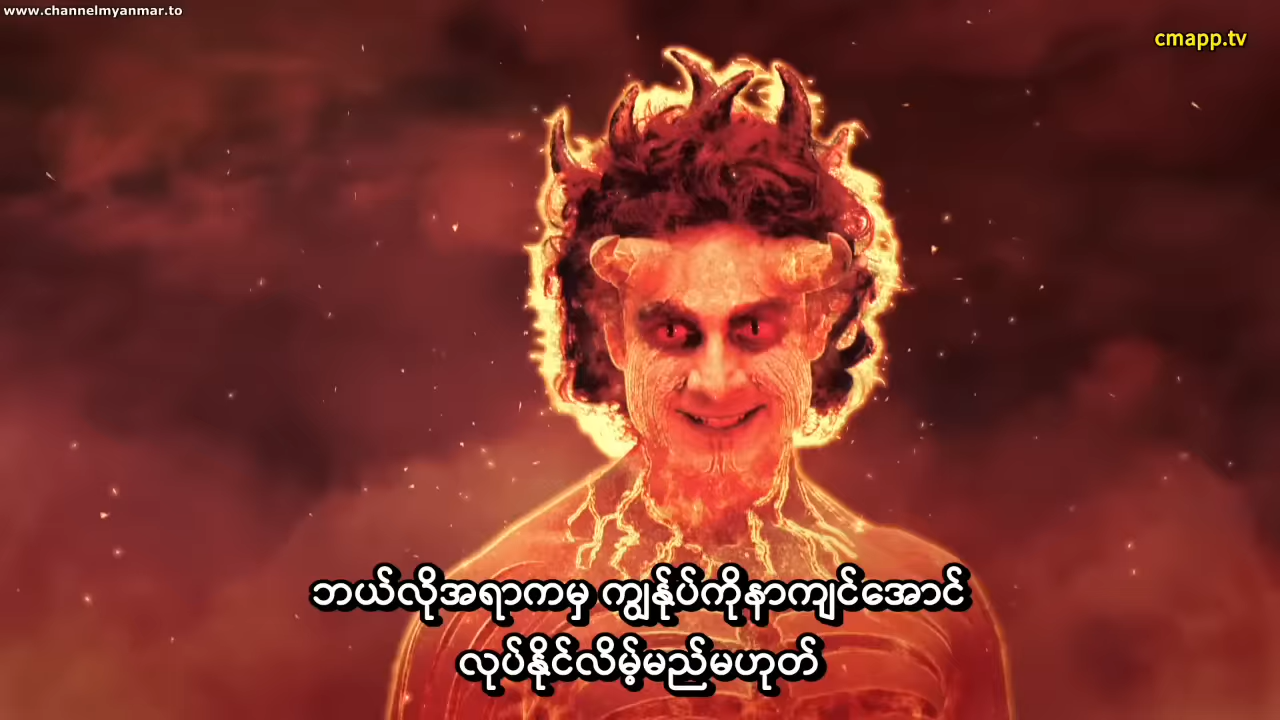 www.channelmyanmar.to
cmapp.tv
ဘယ်လိုအရာကမှ ကျွန်ုပ်ကိုနာကျင်အောင်
လုပ်နိုင်လိမ့်မည်မဟုတ်